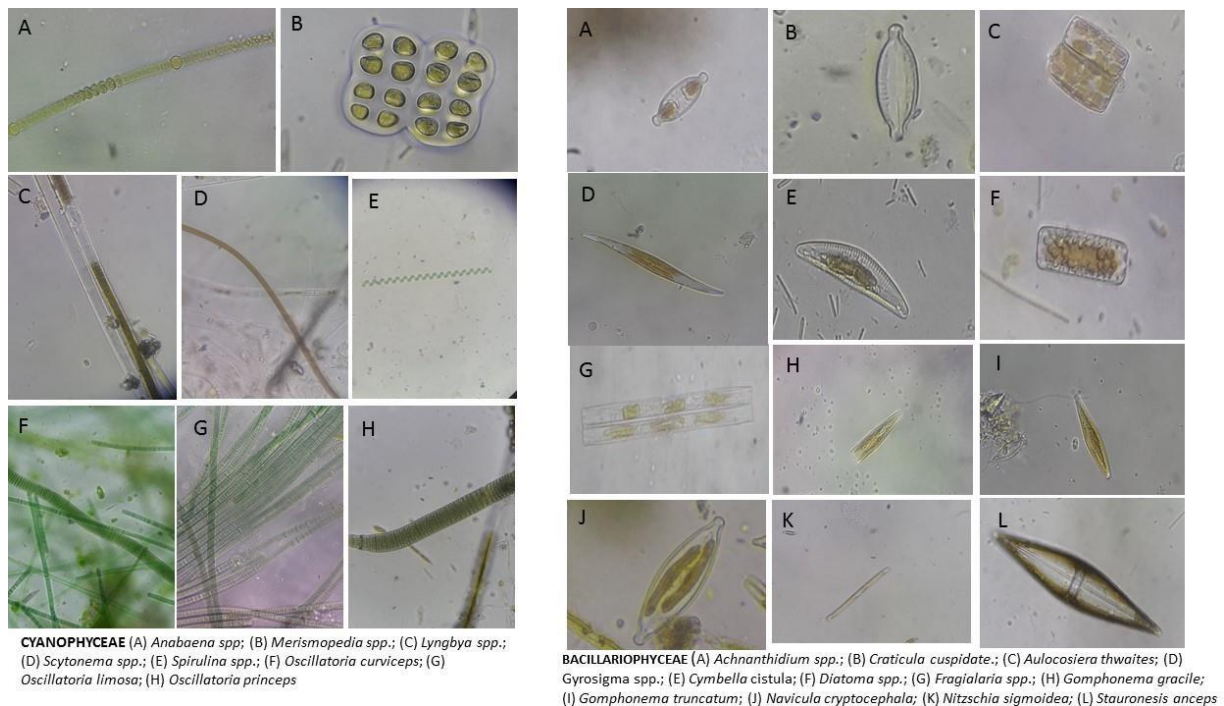 A
B
C
D
E
F
G
H
CYANOPHYCEAE (A) Anabaena spp; (B) Merismopedia spp.; (C) Lyngbya spp.;
(D) Scytonema spp.; (E) Spirulina spp.; (F) Oscillatoria curviceps; (G)
Oscillatoria limosa; (H) Oscillatoria princeps
A
B
C
D
E
F
G
H
I
J
K
L
BACILLARIOPHYCEAE (A) Achnanthidium spp.; (B) Craticula cuspidate.; (C) Aulocosiera thwaites; (D)
Gyrosigma spp.; (E) Cymbella cistula; (F) Diatoma spp.; (G) Fragialaria spp.; (H) Gomphonema gracile;
(I) Gomphonema truncatum; (J) Navicula cryptocephala; (K) Nitzschia sigmoidea; (L) Stauronesis anceps